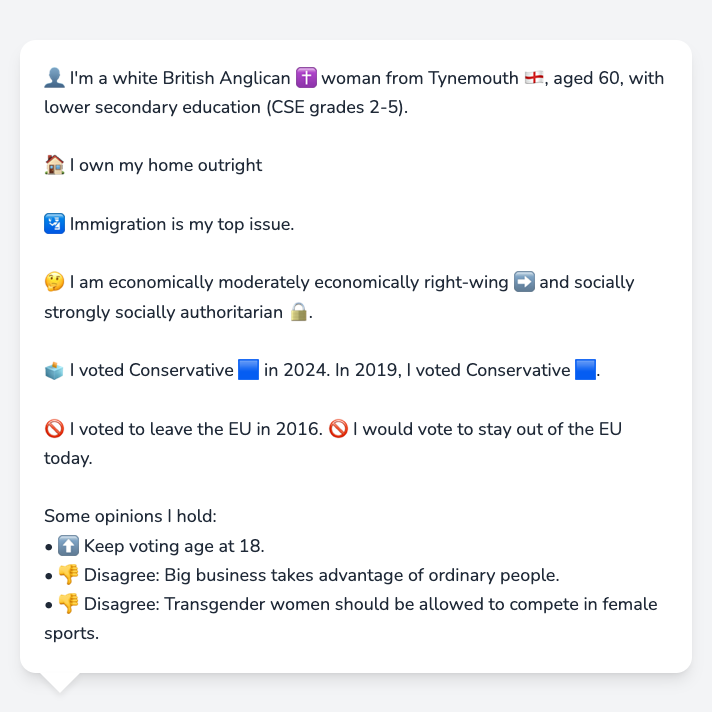 👤 I'm a white British Anglican ✝️ woman from Tynemouth 🏴󠁧󠁢󠁥󠁮󠁧󠁿, aged 60, with
lower secondary education (CSE grades 2-5).
🏠 I own my home outright
🛂 Immigration is my top issue.
🤔 I am economically moderately economically right-wing ➡️ and socially
strongly socially authoritarian 🔒.
🗳️ I voted Conservative 🟦 in 2024. In 2019, I voted Conservative 🟦.
🚫 I voted to leave the EU in 2016. 🚫 I would vote to stay out of the EU
today.
Some opinions I hold:
• ⬆️ Keep voting age at 18.
• 👎 Disagree: Big business takes advantage of ordinary people.
• 👎 Disagree: Transgender women should be allowed to compete in female
sports.